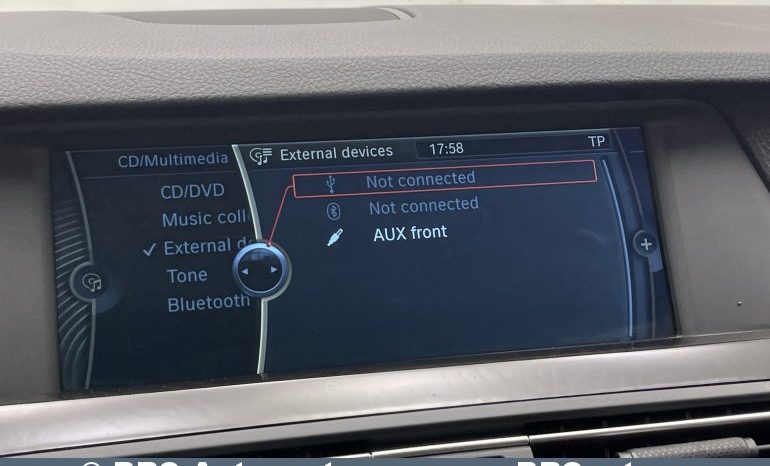 CD/Multimedia
External devices
17:58
TP
CD/DVD
Music coll
External d
Tone
Bluetooth
Not connected
Not connected
AUX front
+